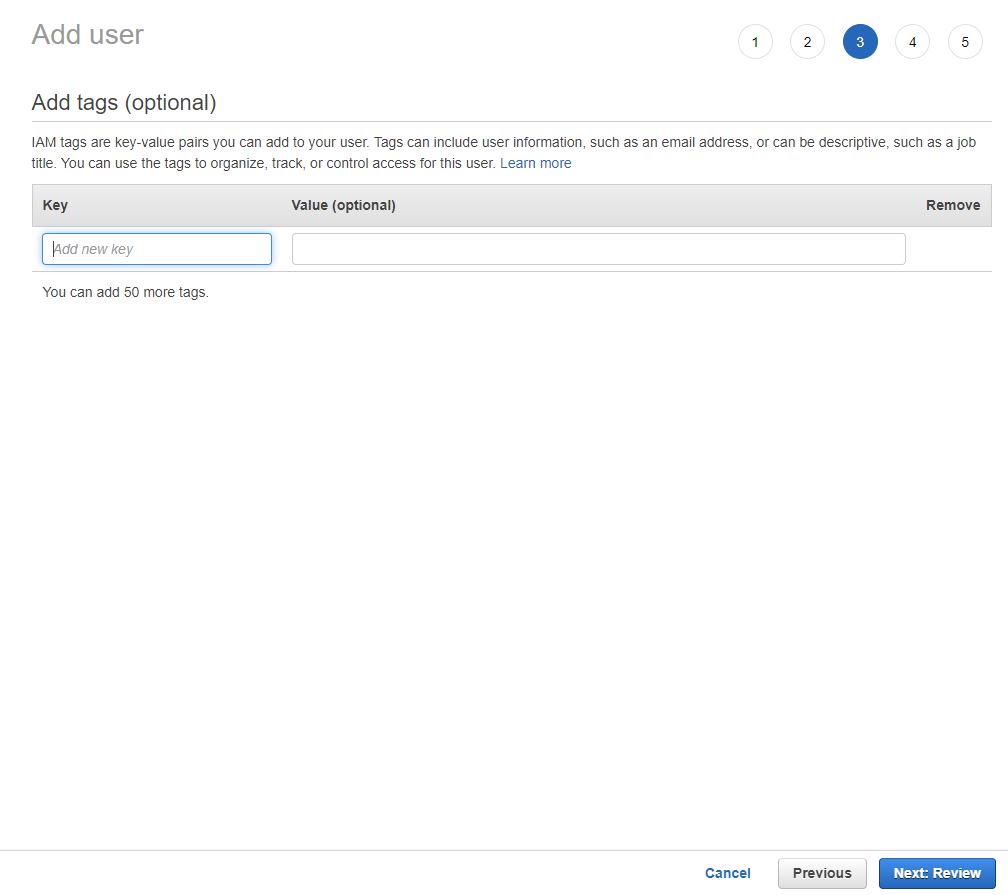 Add user
1 2 3 4 5
Add tags (optional)
IAM tags are key-value pairs you can add to your user. Tags can include user information, such as an email address, or can be descriptive, such as a job
title. You can use the tags to organize, track, or control access for this user. Learn more
Key Value (optional) Remove
Add new key
You can add 50 more tags.
Cancel Previous Next: Review